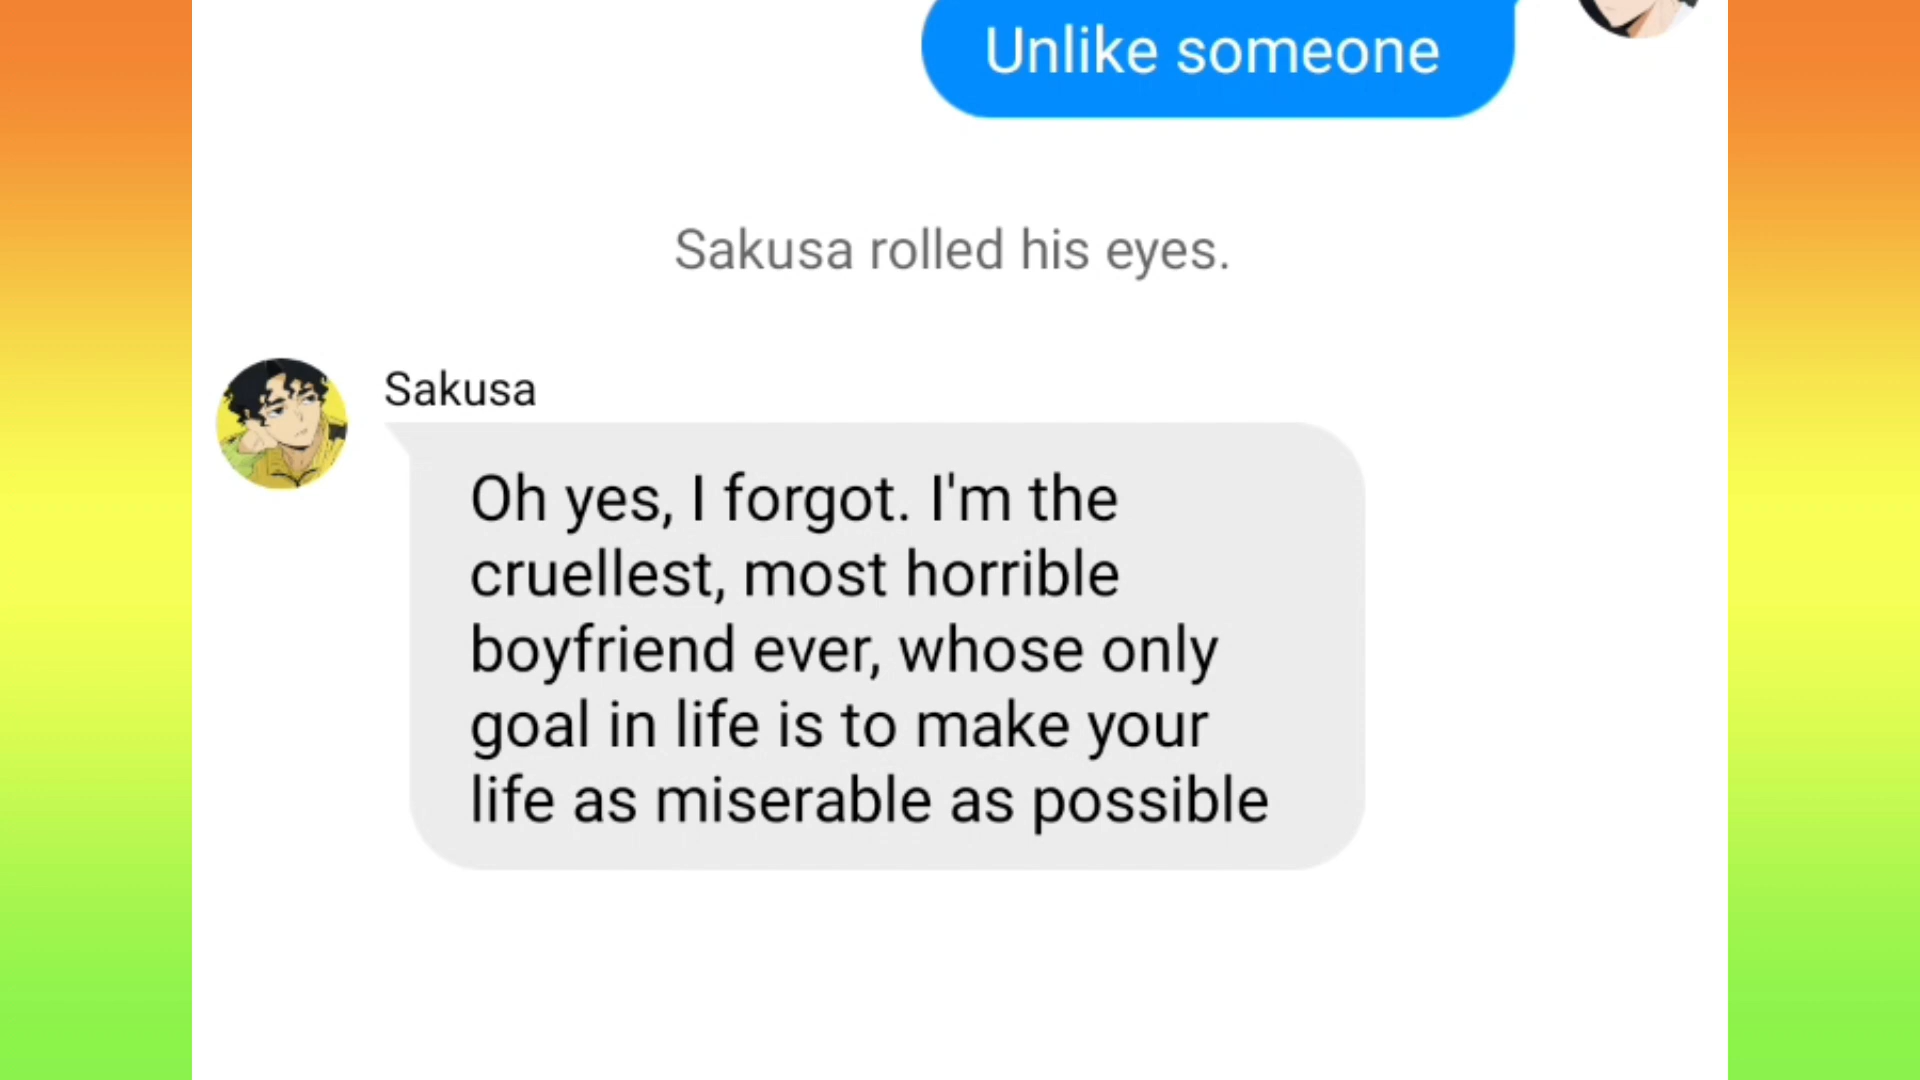 Unlike someone
Sakusa rolled his eyes.
Sakusa
Oh yes, I forgot. I'm the
cruellest, most horrible
boyfriend ever, whose only
goal in life is to make your
life as miserable as possible